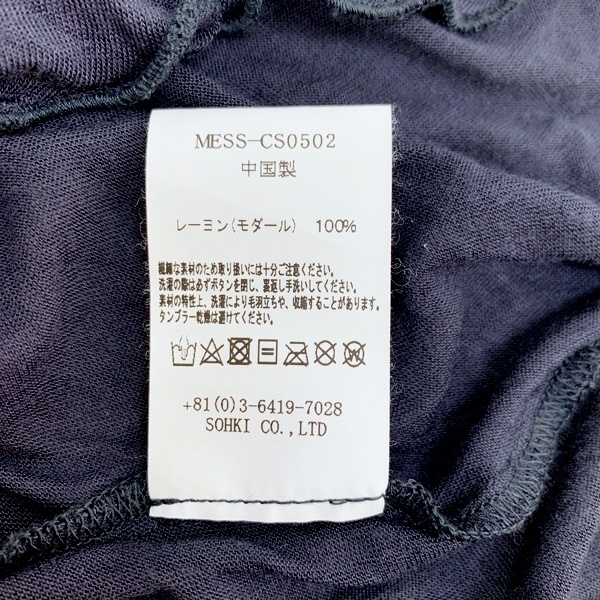 MESS-CS0502
中国製
レーヨン(モダール) 100%
繊細な素材のため取り扱いには十分ご注意ください。
洗濯の際は必ずボタンを閉じ、裏返し手洗いしてください。
素材の特性上、洗濯により毛羽立ちや、収縮することがあります。
タンブラー乾燥は避けてください。
+81(0)3-6419-7028
SOHKI CO.,LTD